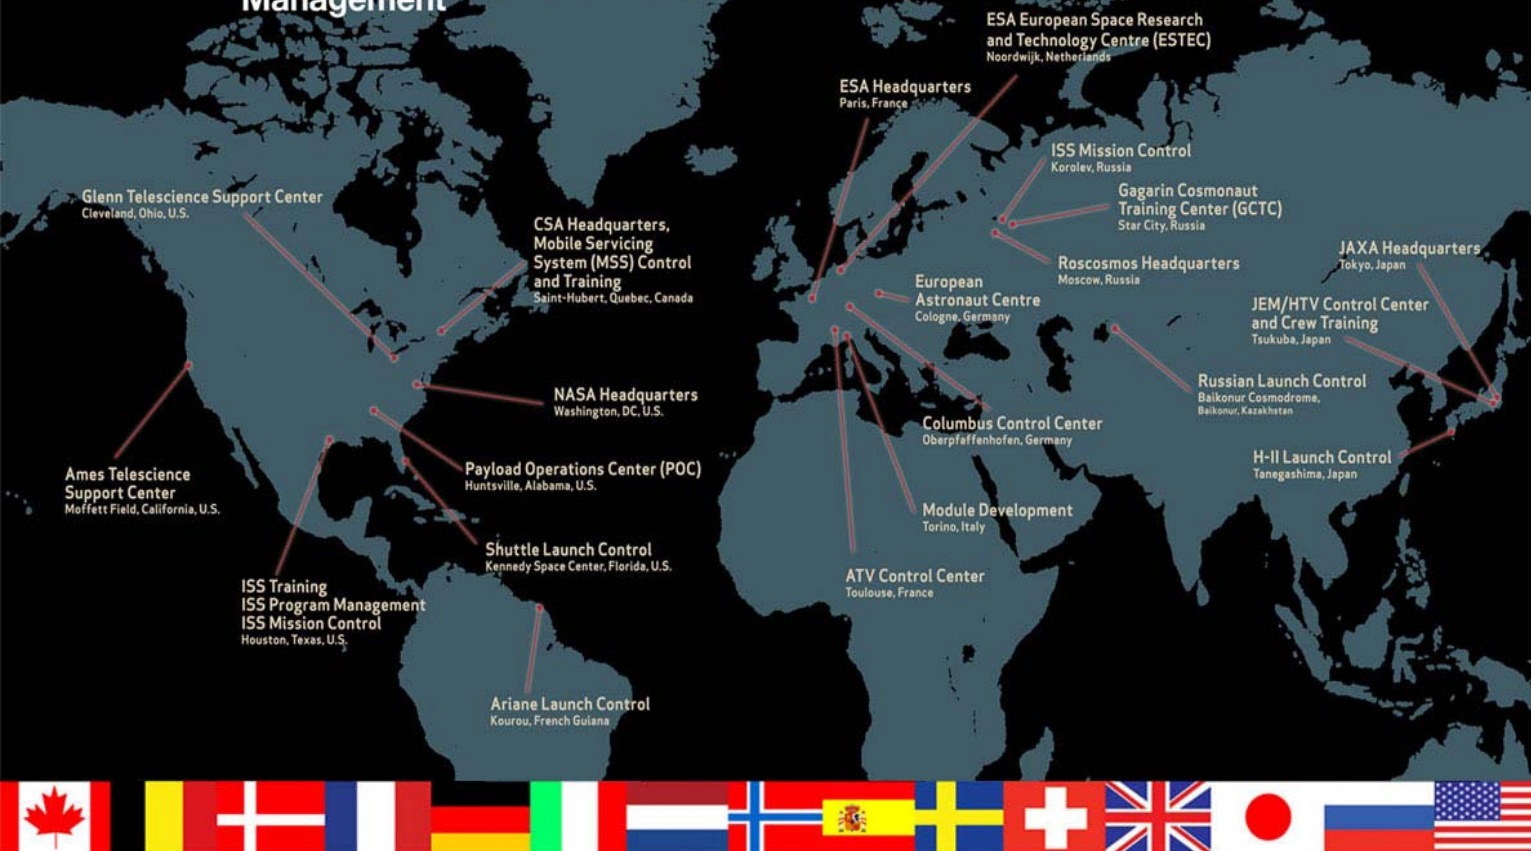 Management
ESA European Space Research
and Technology Centre (ESTEC)
Noordwijk, Netherlands
ESA Headquarters
Paris, France
ISS Mission Control
Korolev, Russia
Gagarin Cosmonaut
Training Center (GCTC)
Star City, Russia
Glenn Telescience Support Center
Cleveland, Ohio, U.S.
CSA Headquarters,
Mobile Servicing
System (MSS) Control
and Training
Saint-Hubert, Quebec, Canada
JAXA Headquarters
Tokyo, Japan
Roscosmos Headquarters
Moscow, Russia
European
Astronaut Centre
Cologne, Germany
JEM/HTV Control Center
and Crew Training
Tsukuba, Japan
Russian Launch Control
Baikonur Cosmodrome,
Baikonur, Kazakhstan
NASA Headquarters
Washington, DC, U.S.
Columbus Control Center
Oberpfaffenhofen, Germany
H-II Launch Control
Tanegashima, Japan
Ames Telescience
Support Center
Moffett Field, California, U.S.
Payload Operations Center (POC)
Huntsville, Alabama, U.S.
Module Development
Torino, Italy
Shuttle Launch Control
Kennedy Space Center, Florida, U.S.
ATV Control Center
Toulouse, France
ISS Training
ISS Program Management
ISS Mission Control
Houston, Texas, U.S.
Ariane Launch Control
Kourou, French Guiana